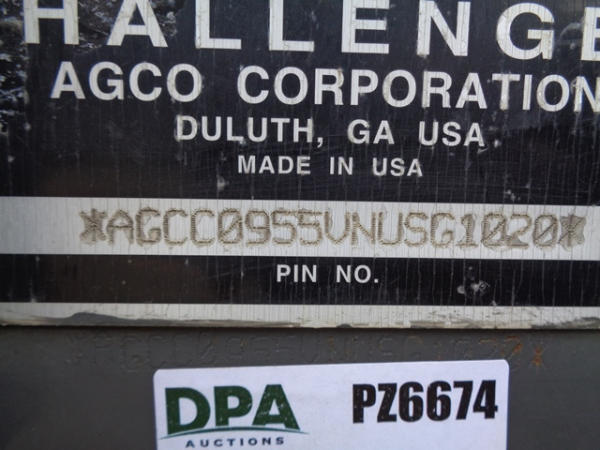 HALLENGE
AGCO CORPORATION
DULUTH, GA USA
MADE IN USA
*AGCC0955VNUSG1020*
PIN NO.
DPA
AUCTIONS
PZ6674